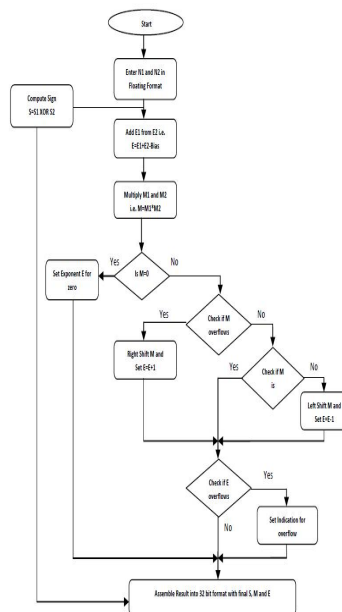 Start
Enter N1 and N2 in
Floating Format
Compute Sign
S=S1 XOR S2
Add E1 from E2 i.e.
E=E1+E2-Bias
Multiply M1 and M2
i.e. M=M1*M2
Yes
Is M=0
No
Set Exponent E for
zero
Yes
Check if M
overflows
No
Right Shift M and
Set E=E+1
Yes
Check if M
is
No
Left Shift M and
Set E=E-1
Check if E
overflows
Yes
No
Set Indication for
overflow
Assemble Result into 32 bit format with final S, M and E